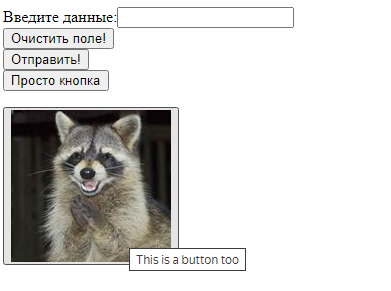 Введите данные:
Очистить поле!
Отправить!
Просто кнопка
This is a button too